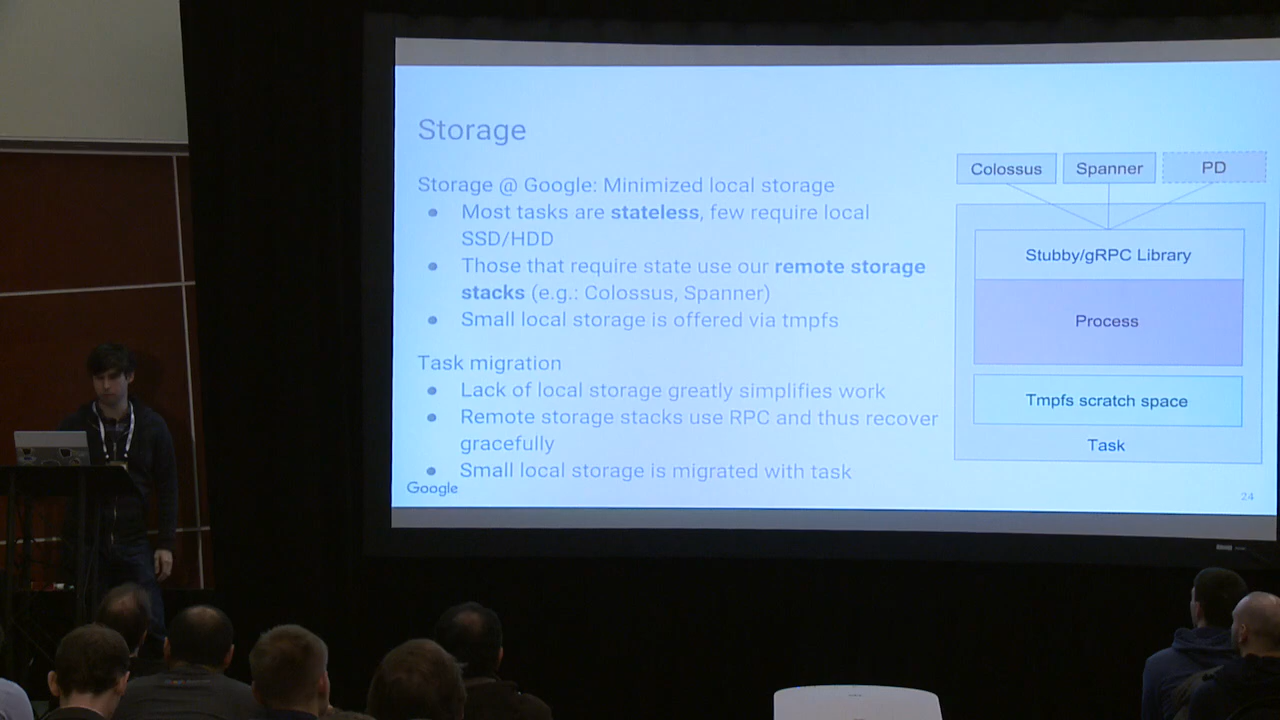 Storage
Storage @ Google: Minimized local storage
● Most tasks are stateless, few require local
SSD/HDD
● Those that require state use our remote storage
stacks (e.g.: Colossus, Spanner)
● Small local storage is offered via tmpfs
Task migration
● Lack of local storage greatly simplifies work
● Remote storage stacks use RPC and thus recover
gracefully
● Small local storage is migrated with task
Google
Colossus
Spanner
PD
Stubby/gRPC Library
Process
Tmpfs scratch space
Task
24